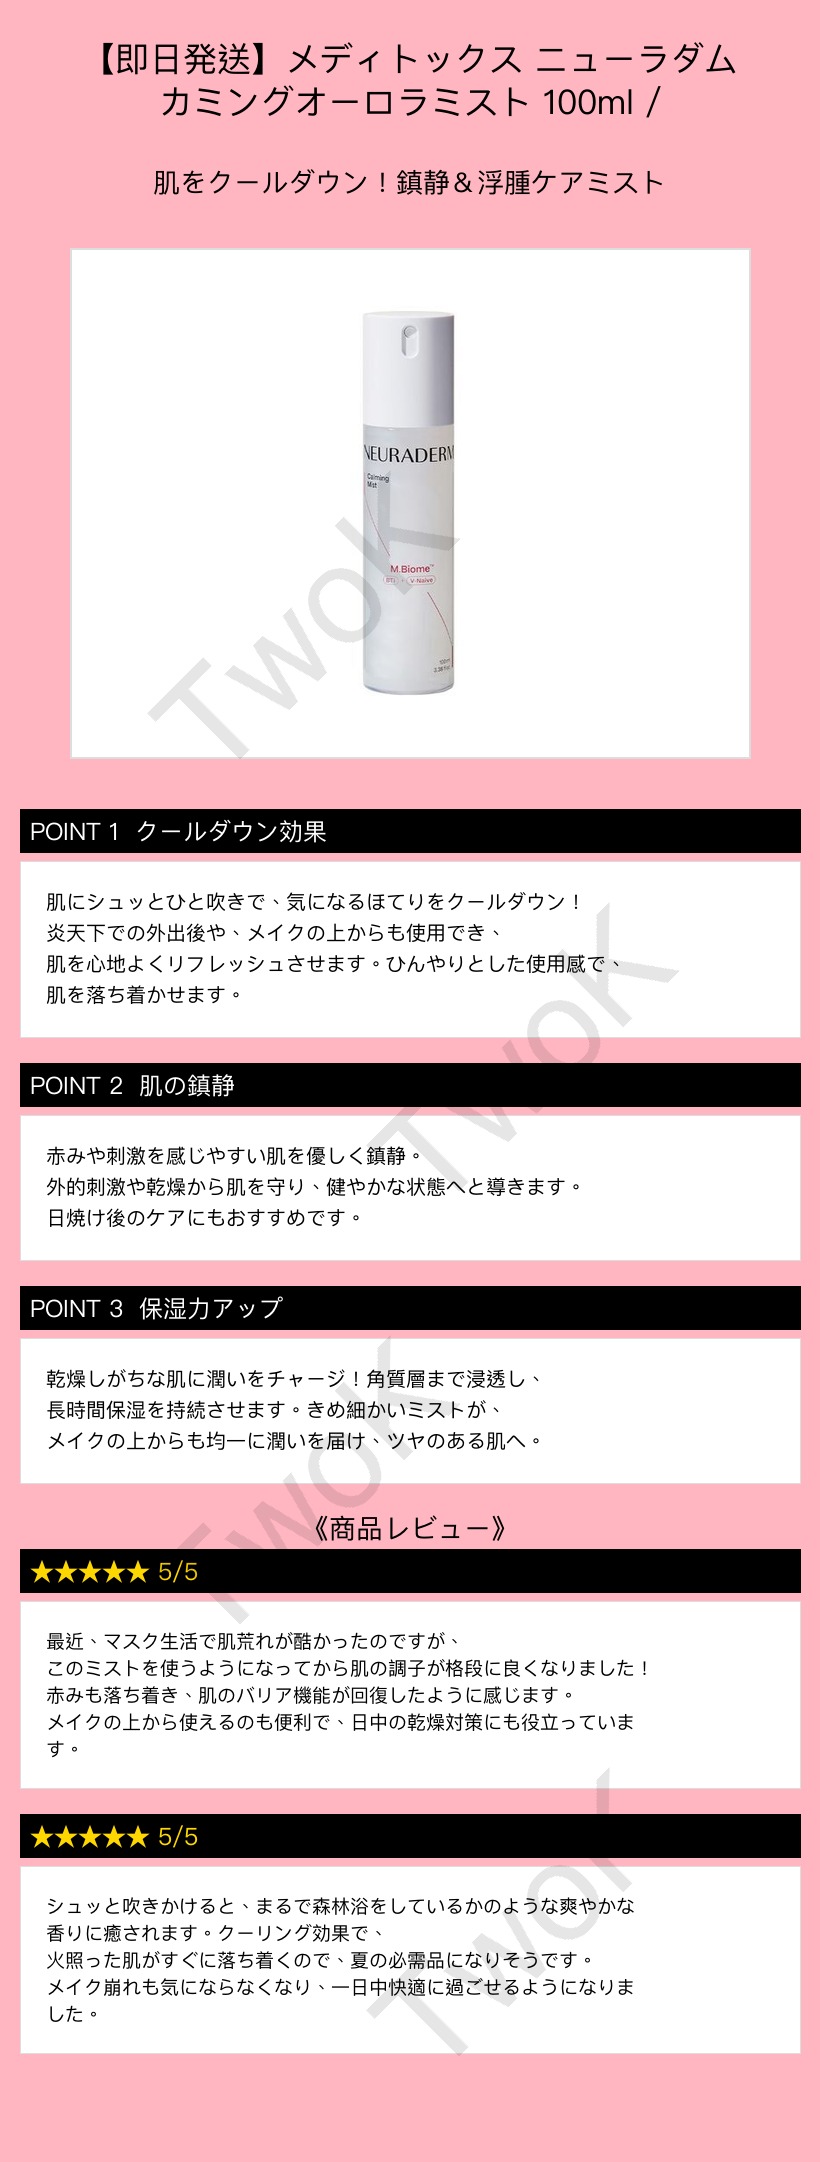 【即日発送】メディトックス ニューラダム
カミングオーロラミスト 100ml /
肌をクールダウン！鎮静＆浮腫ケアミスト
NEURADERM
Calming
Mist
M.Biome™
BTL
V-Naive
100ml
TwoK
POINT 1 クールダウン効果
肌にシュッとひと吹きで、気になるほてりをクールダウン！
炎天下での外出後や、メイクの上からも使用でき、
肌を心地よくリフレッシュさせます。ひんやりとした使用感で、
肌を落ち着かせます。
TwoK
POINT 2 肌の鎮静
赤みや刺激を感じやすい肌を優しく鎮静。
外的刺激や乾燥から肌を守り、健やかな状態へと導きます。
日焼け後のケアにもおすすめです。
POINT 3 保湿力アップ
乾燥しがちな肌に潤いをチャージ！角質層まで浸透し、
長時間保湿を持続させます。きめ細かいミストが、
メイクの上からも均一に潤いを届け、ツヤのある肌へ。
TwoK
《商品レビュー》
★★★★★ 5/5
最近、マスク生活で肌荒れが酷かったのですが、
このミストを使うようになってから肌の調子が格段に良くなりました！
赤みも落ち着き、肌のバリア機能が回復したように感じます。
メイクの上から使えるのも便利で、日中の乾燥対策にも役立っていま
す。
★★★★★ 5/5
シュッと吹きかけると、まるで森林浴をしているかのような爽やかな
香りに癒されます。クーリング効果で、
火照った肌がすぐに落ち着くので、夏の必需品になりそうです。
メイク崩れも気にならなくなり、一日中快適に過ごせるようになりま
した。
TwoK